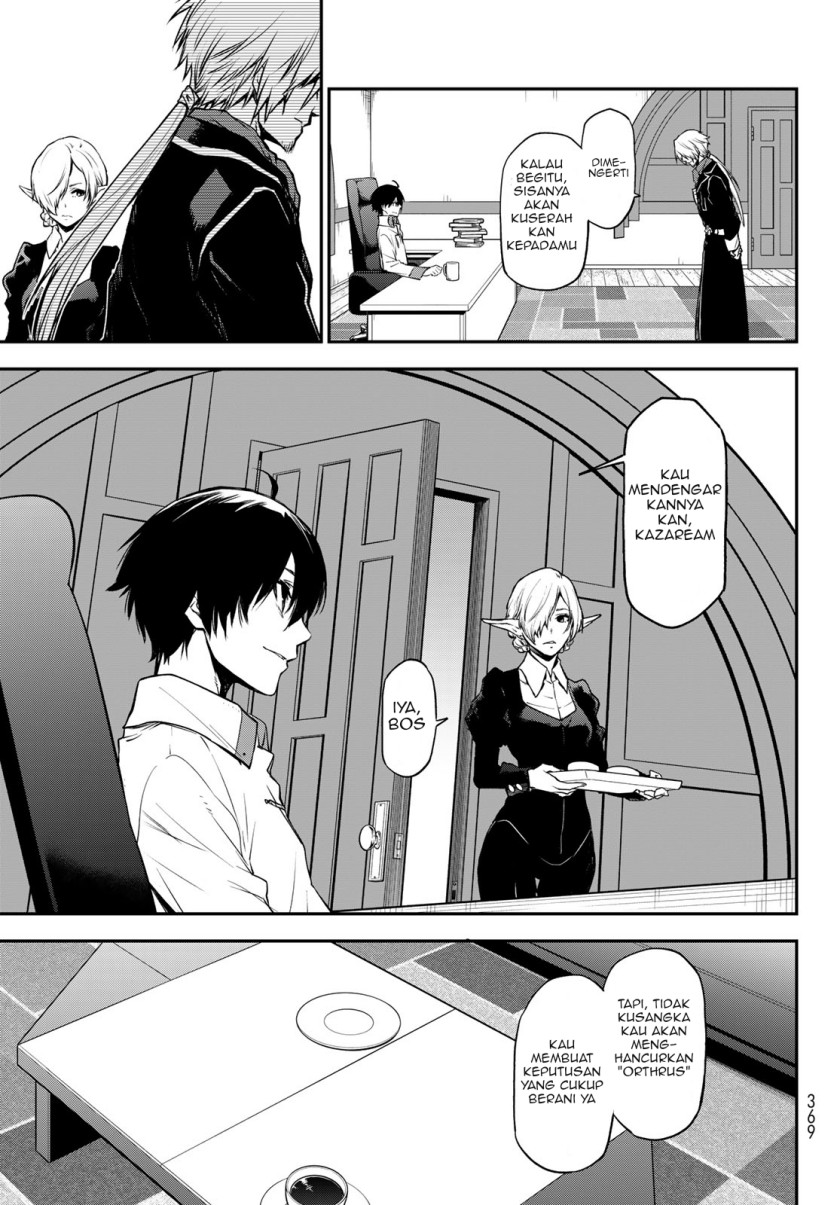 DIME-
NGERTI
KALAU
BEGITU,
SISANYA
AKAN
KUSERAH
KAN
KEPADAMU
KAU
MENDENGAR
KANNYA
KAN,
KAZAREAM
IYA,
BOS
TAPI, TIDAK
KUSANGKA
KAU AKAN
MENG-
HANCURKAN
"ORTHRUS"
KAU
MEMBUAT
KEPUTUSAN
YANG CUKUP
BERANI YA
369